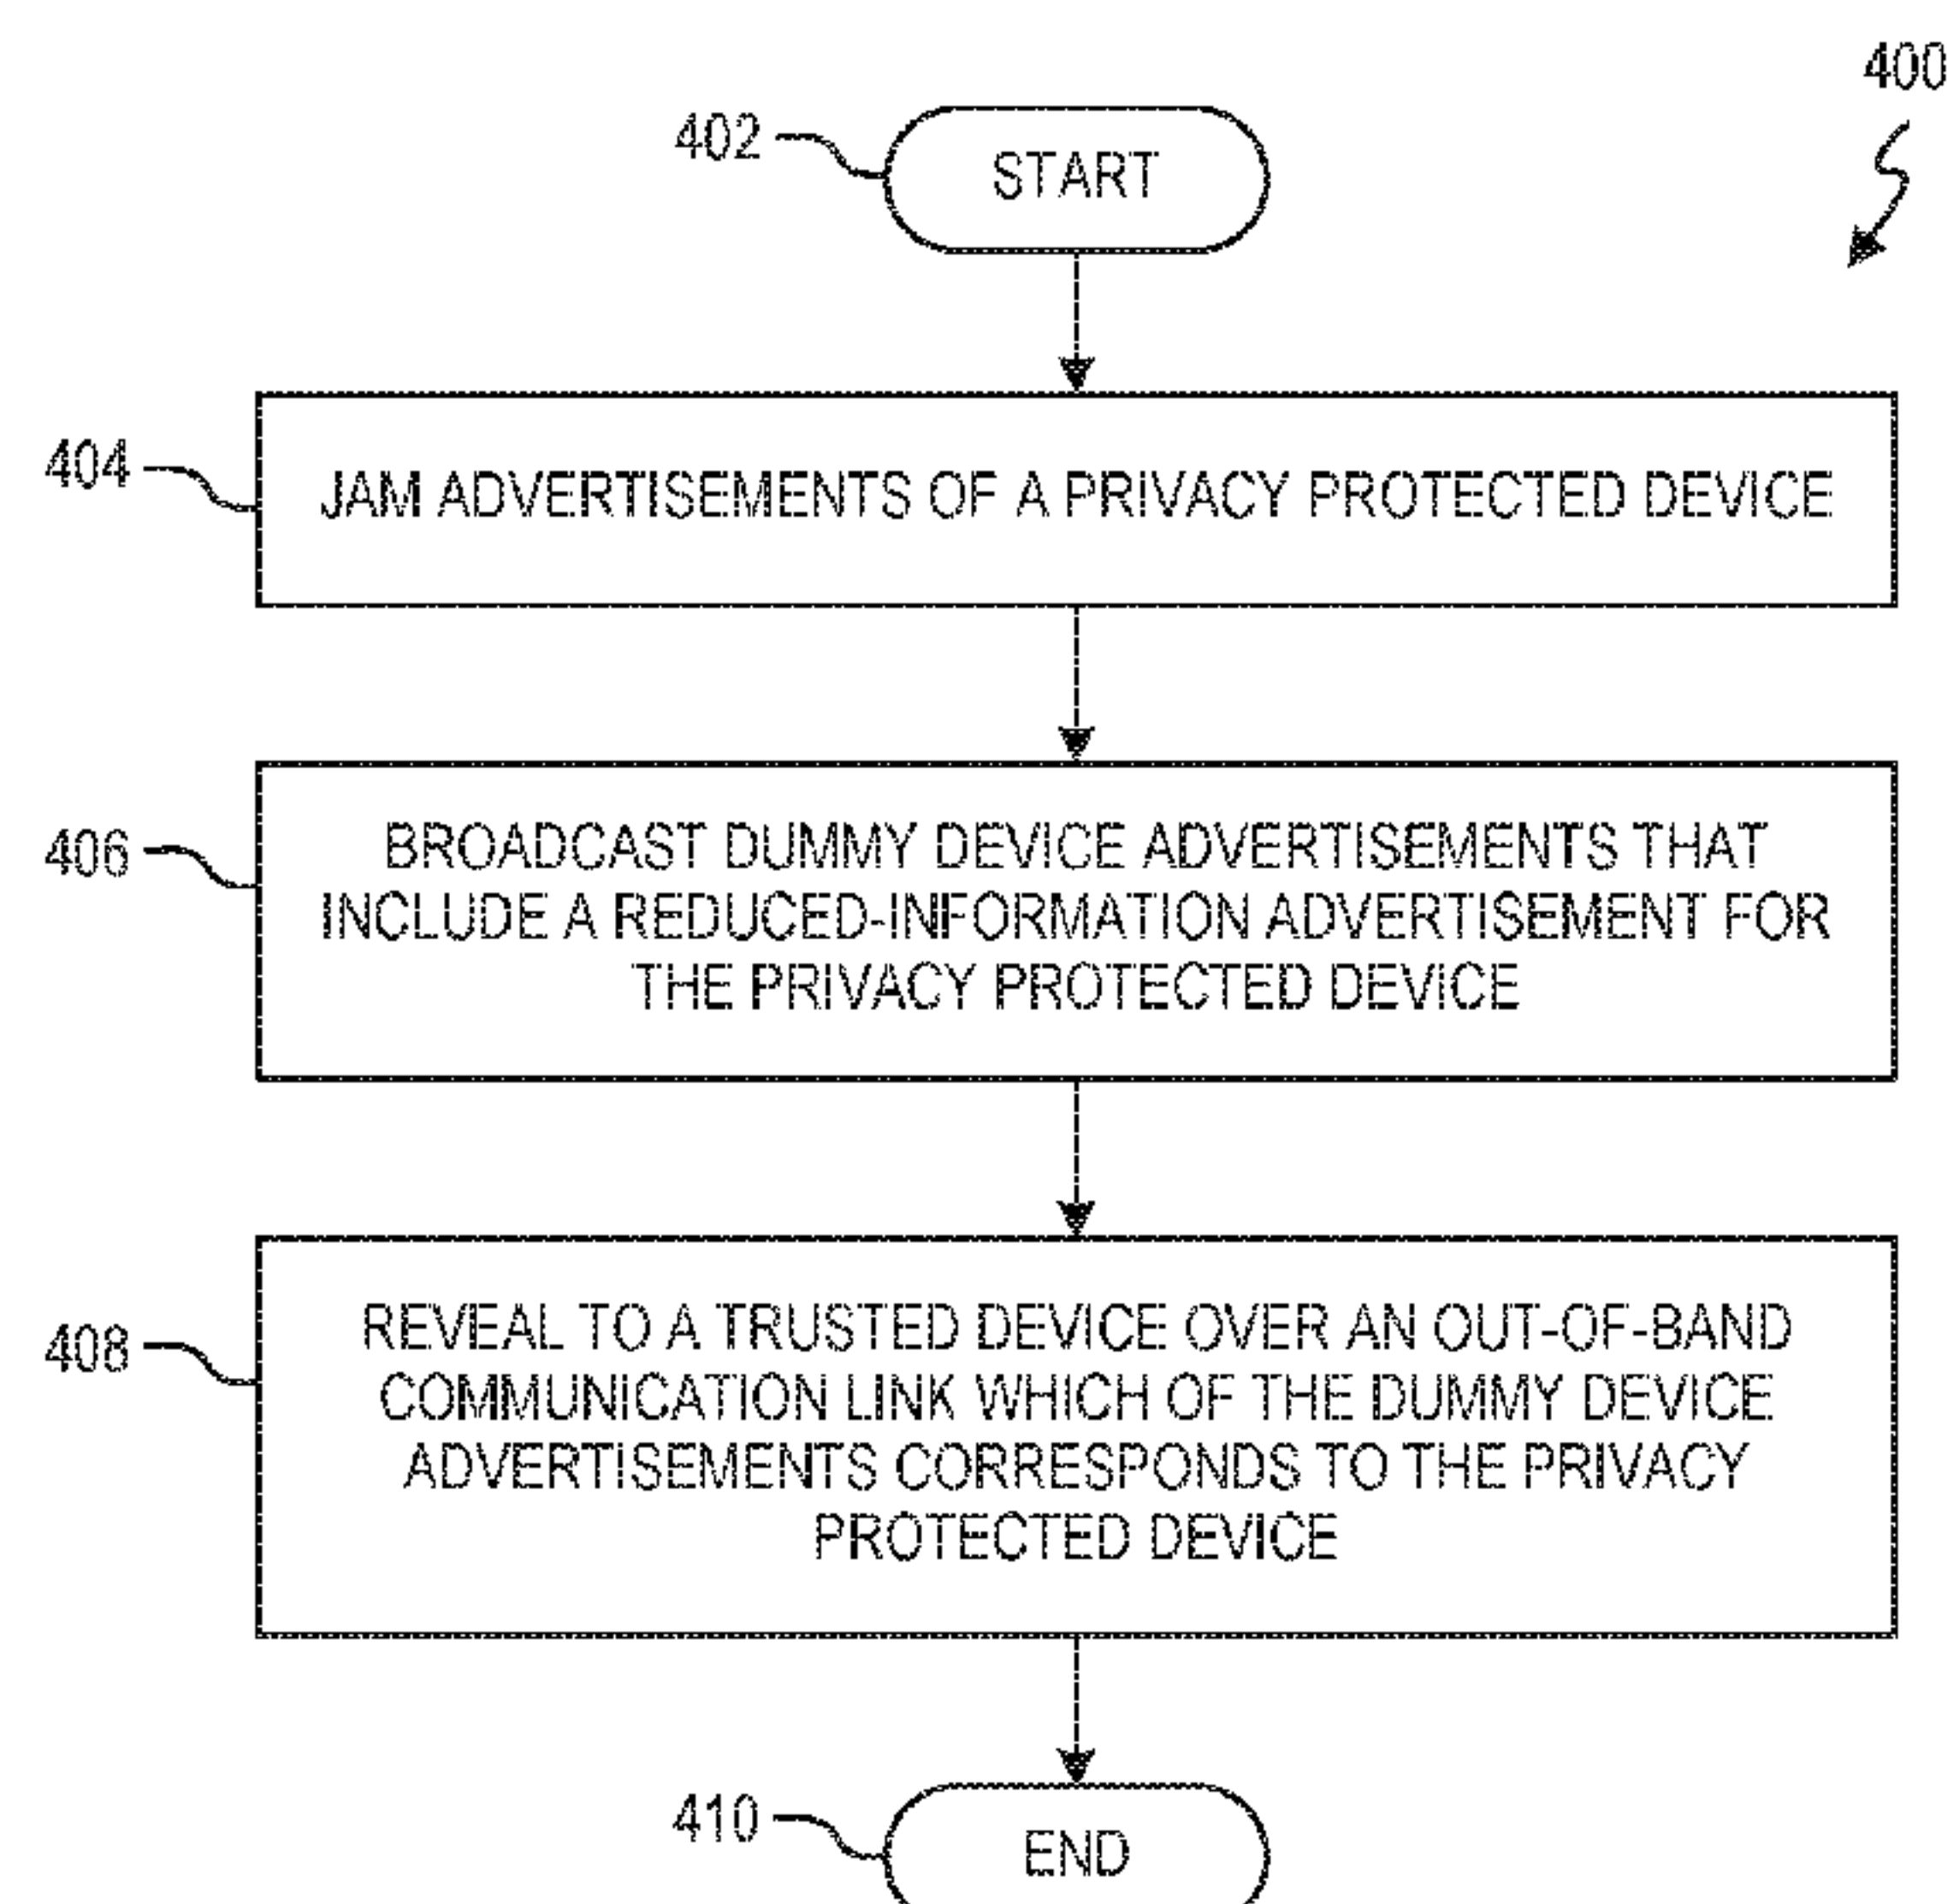 400
402
START
404
JAM ADVERTISEMENTS OF A PRIVACY PROTECTED DEVICE
406
BROADCAST DUMMY DEVICE ADVERTISEMENTS THAT
INCLUDE A REDUCED-INFORMATION ADVERTISEMENT FOR
THE PRIVACY PROTECTED DEVICE
408
REVEAL TO A TRUSTED DEVICE OVER AN OUT-OF-BAND
COMMUNICATION LINK WHICH OF THE DUMMY DEVICE
ADVERTISEMENTS CORRESPONDS TO THE PRIVACY
PROTECTED DEVICE
410
END